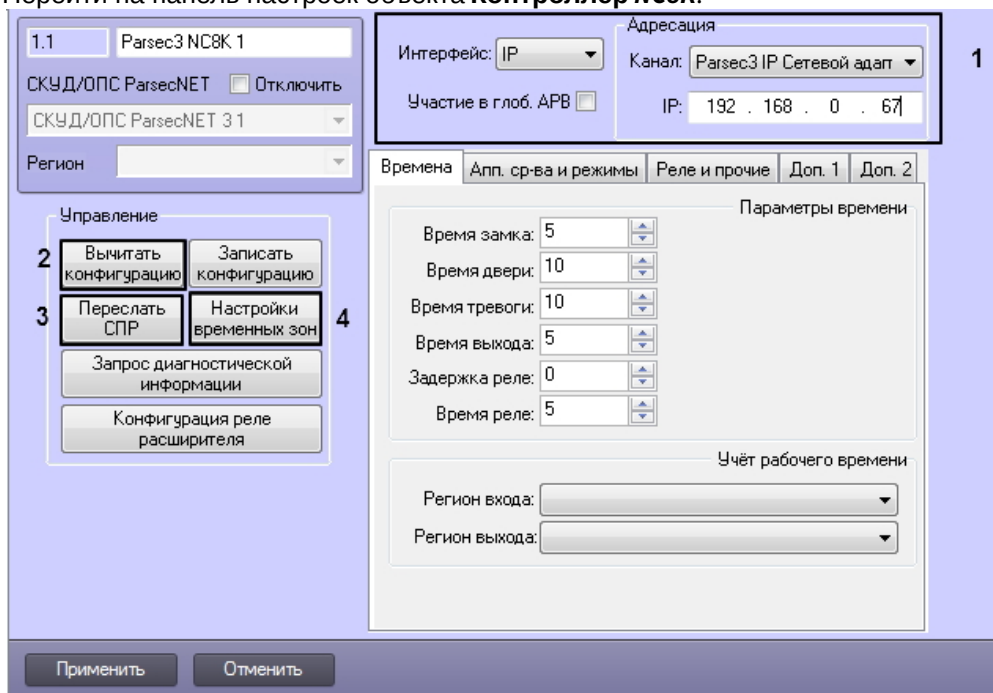 Перейти на панель настроек объекта Контроллер NC8K.
1.1 Parsec3 NC8K 1
СКУД/ОПС ParsecNET Отключить
СКУД/ОПС ParsecNET 3 1
Регион
Интерфейс: IP
Участие в глоб. APB
Адресация
Канал: Parsec3 IP Сетевой адап
IP: 192 . 168 . 0 . 67
1
Управление
2
Вычитать
конфигурацию
Записать
конфигурацию
3
Переслать
СПР
Настройки
временных зон
4
Запрос диагностической
информации
Конфигурация реле
расширителя
Времена Апп. ср-ва и режимы Реле и прочие Доп. 1 Доп. 2
Параметры времени
Время замка: 5
Время двери: 10
Время тревоги: 10
Время выхода: 5
Задержка реле: 0
Время реле: 5
Учёт рабочего времени
Регион входа:
Регион выхода:
Применить Отменить